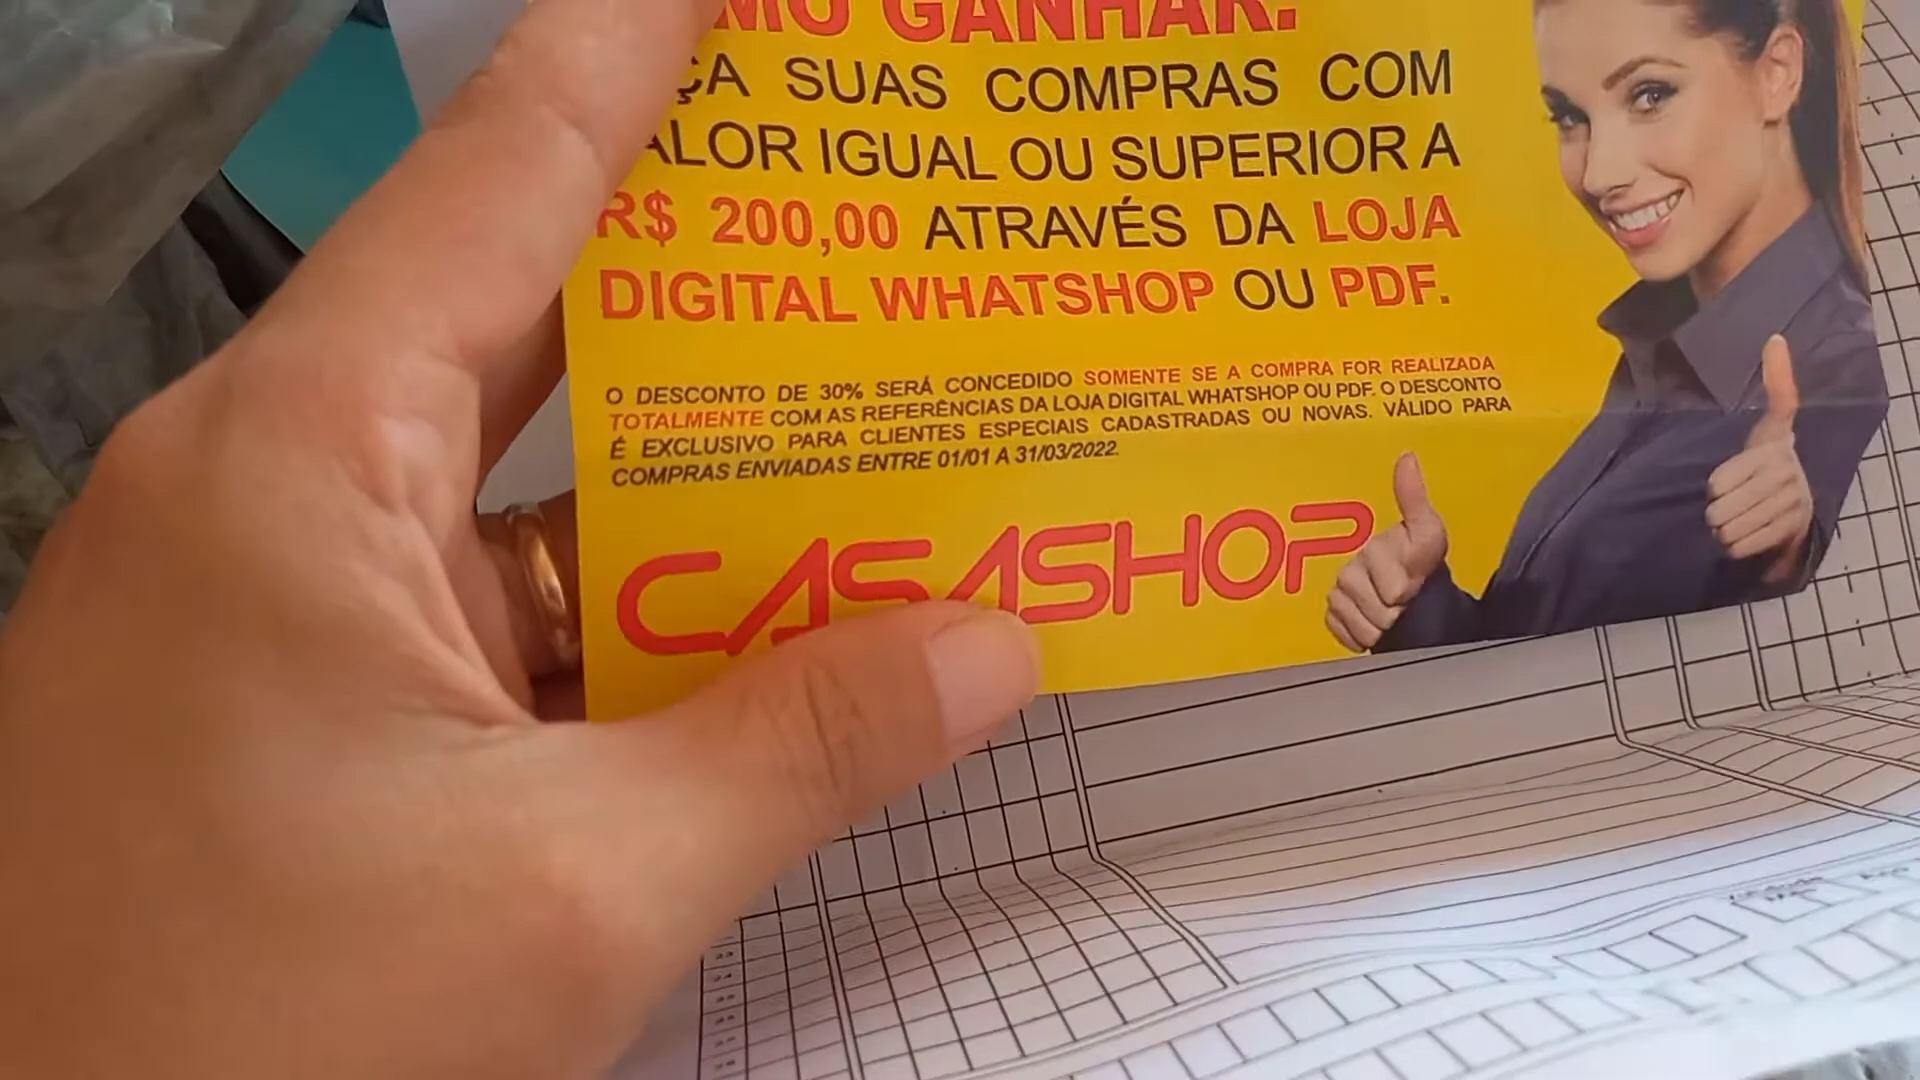 GANHAR.
SUAS COMPRAS COM
IGUAL OU SUPERIOR A
R$ 200,00 ATRAVÉS DA LOJA
DIGITAL WHATSHOP OU PDF.
O DESCONTO DE 30% SERÁ CONCEDIDO SOMENTE SE A COMPRA FOR REALIZADA
TOTALMENTE COM AS REFERÊNCIAS DA LOJA DIGITAL WHATSHOP OU PDF. O DESCONTO
É EXCLUSIVO PARA CLIENTES ESPECIAIS CADASTRADAS OU NOVAS. VÁLIDO PARA
COMPRAS ENVIADAS ENTRE 01/01 A 31/03/2022.
CASASHOP